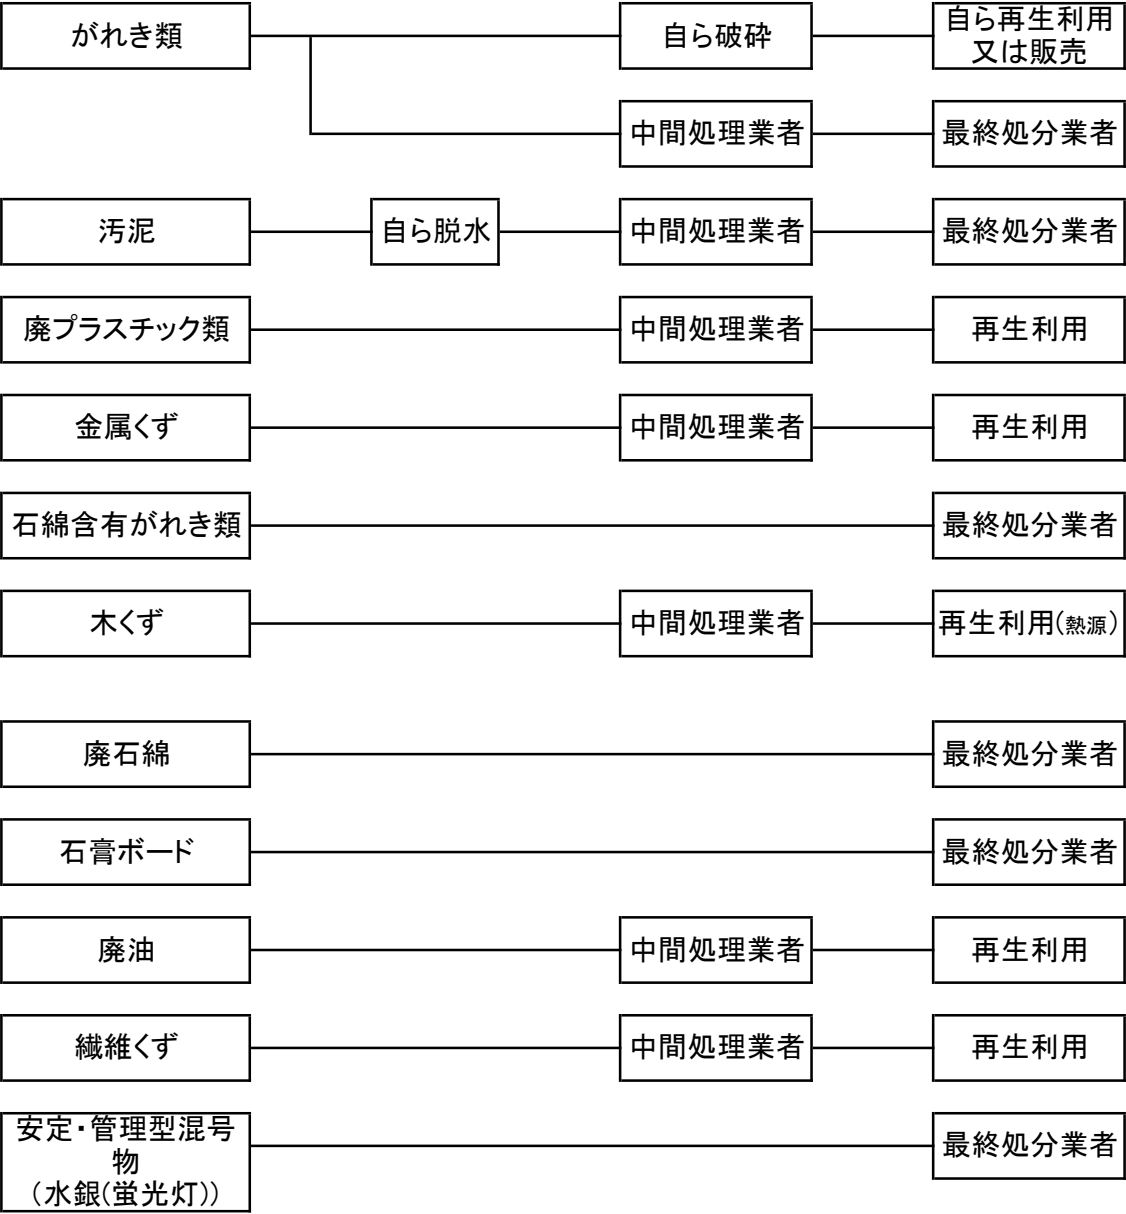 がれき類
自ら破砕
自ら再生利用
又は販売
中間処理業者
最終処分業者
汚泥
自ら脱水
中間処理業者
最終処分業者
廃プラスチック類
中間処理業者
再生利用
金属くず
中間処理業者
再生利用
石綿含有がれき類
最終処分業者
木くず
中間処理業者
再生利用(熱源)
廃石綿
最終処分業者
石膏ボード
最終処分業者
廃油
中間処理業者
再生利用
繊維くず
中間処理業者
再生利用
安定・管理型混号
物
(水銀(蛍光灯))
最終処分業者